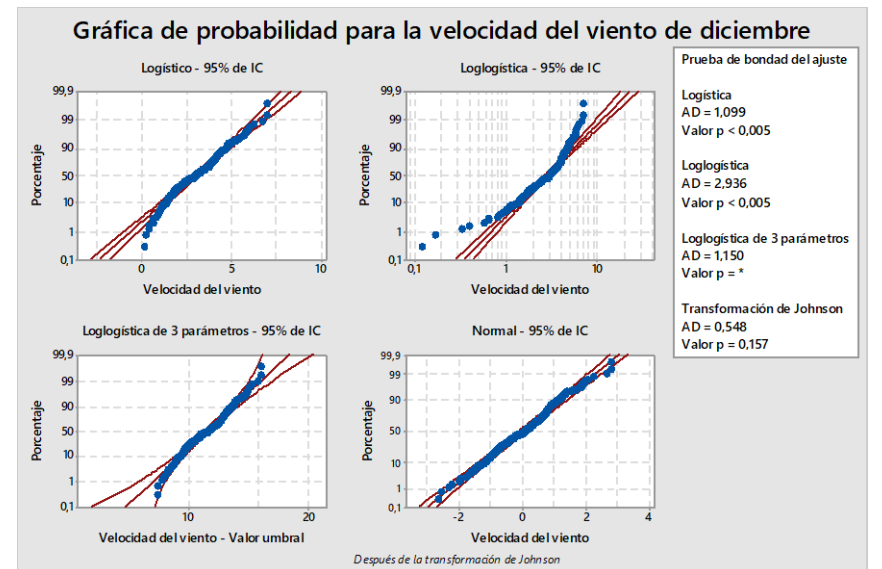 Gráfica de probabilidad para la velocidad del viento de diciembre
Logístico - 95% de IC
99,9
99
90
50
10
1
0,1
Porcentaje
0 5 10
Velocidad del viento
Loglogística - 95% de IC
99,9
99
90
50
10
1
0,1
Porcentaje
0,1 1 10
Velocidad del viento
Loglogística de 3 parámetros - 95% de IC
99,9
99
90
50
10
1
0,1
Porcentaje
10 20
Velocidad del viento - Valor umbral
Normal - 95% de IC
99,9
99
90
50
10
1
0,1
Porcentaje
-2 0 2 4
Velocidad del viento
Después de la transformación de Johnson
Prueba de bondad del ajuste
Logística
AD = 1,099
Valor p < 0,005
Loglogística
AD = 2,936
Valor p < 0,005
Loglogística de 3 parámetros
AD = 1,150
Valor p = *
Transformación de Johnson
AD = 0,548
Valor p = 0,157